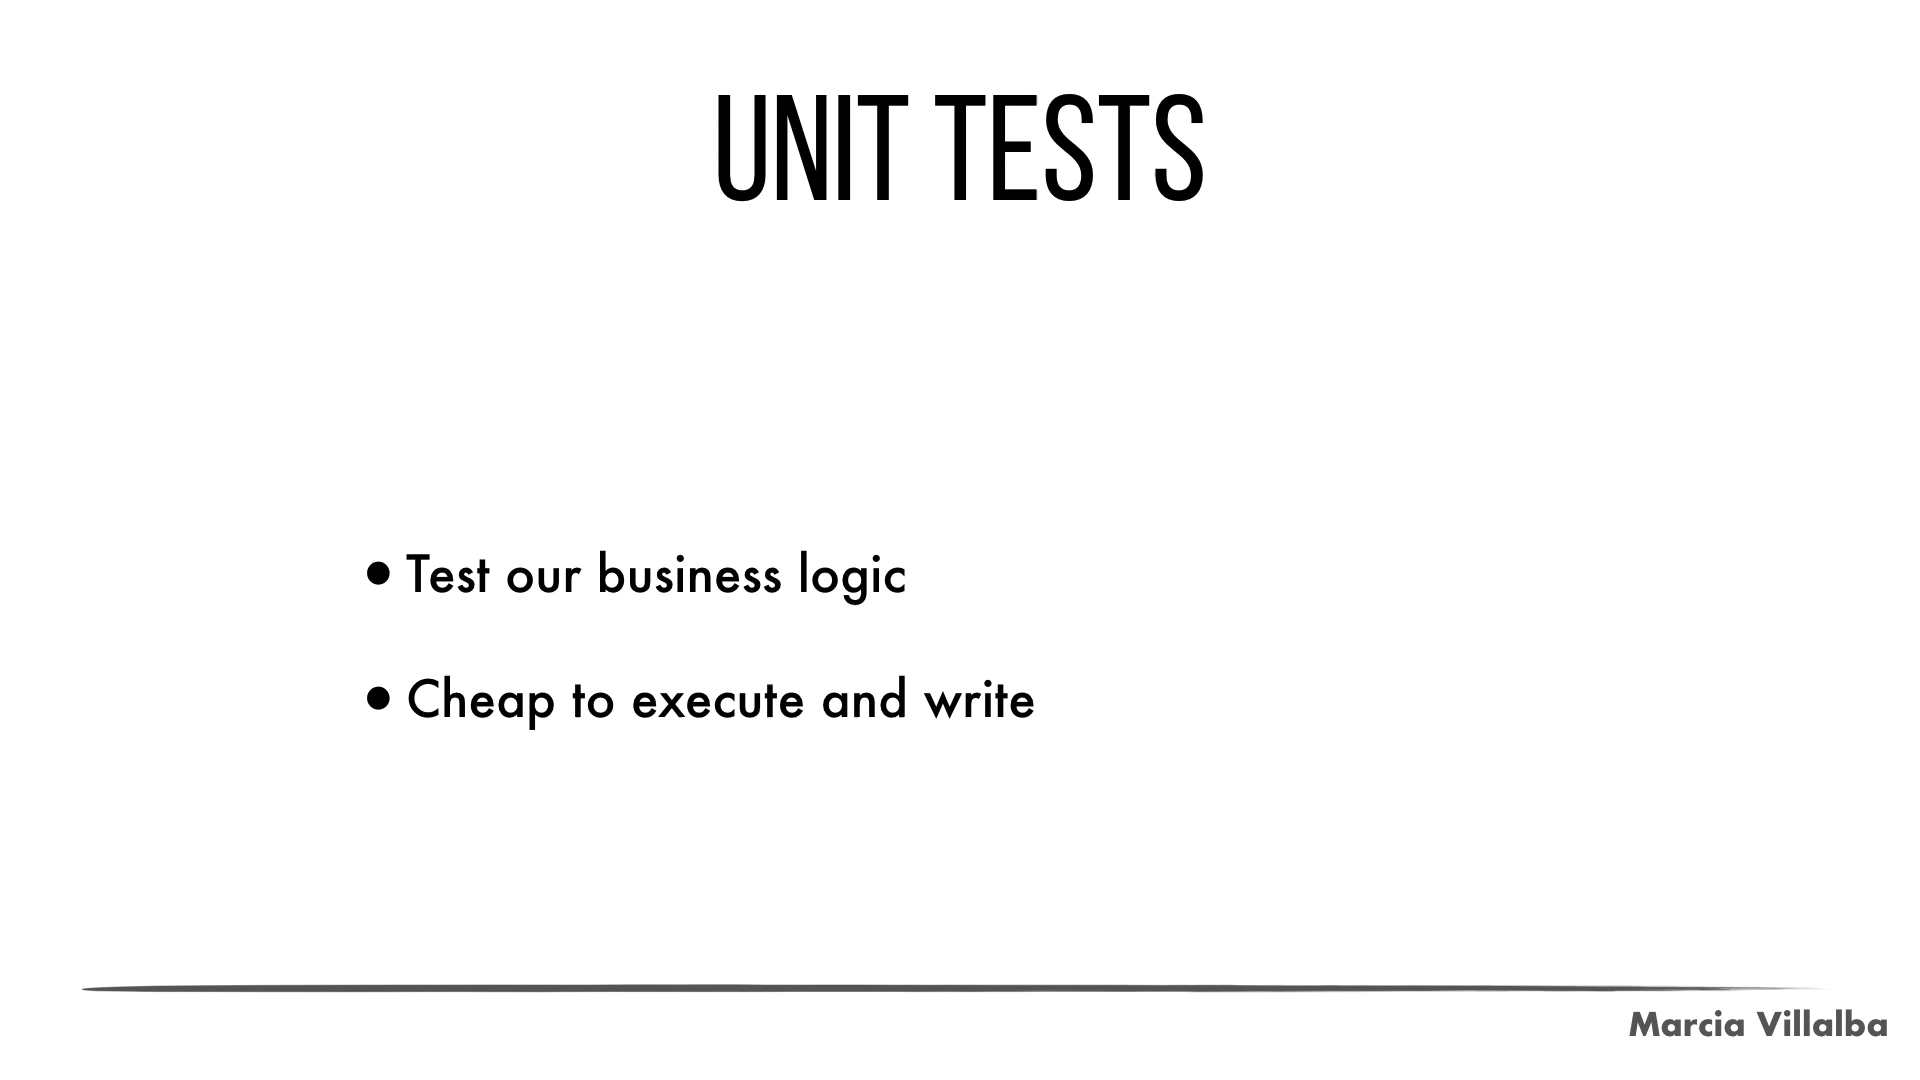 UNIT TESTS
• Test our business logic
• Cheap to execute and write
Marcia Villalba